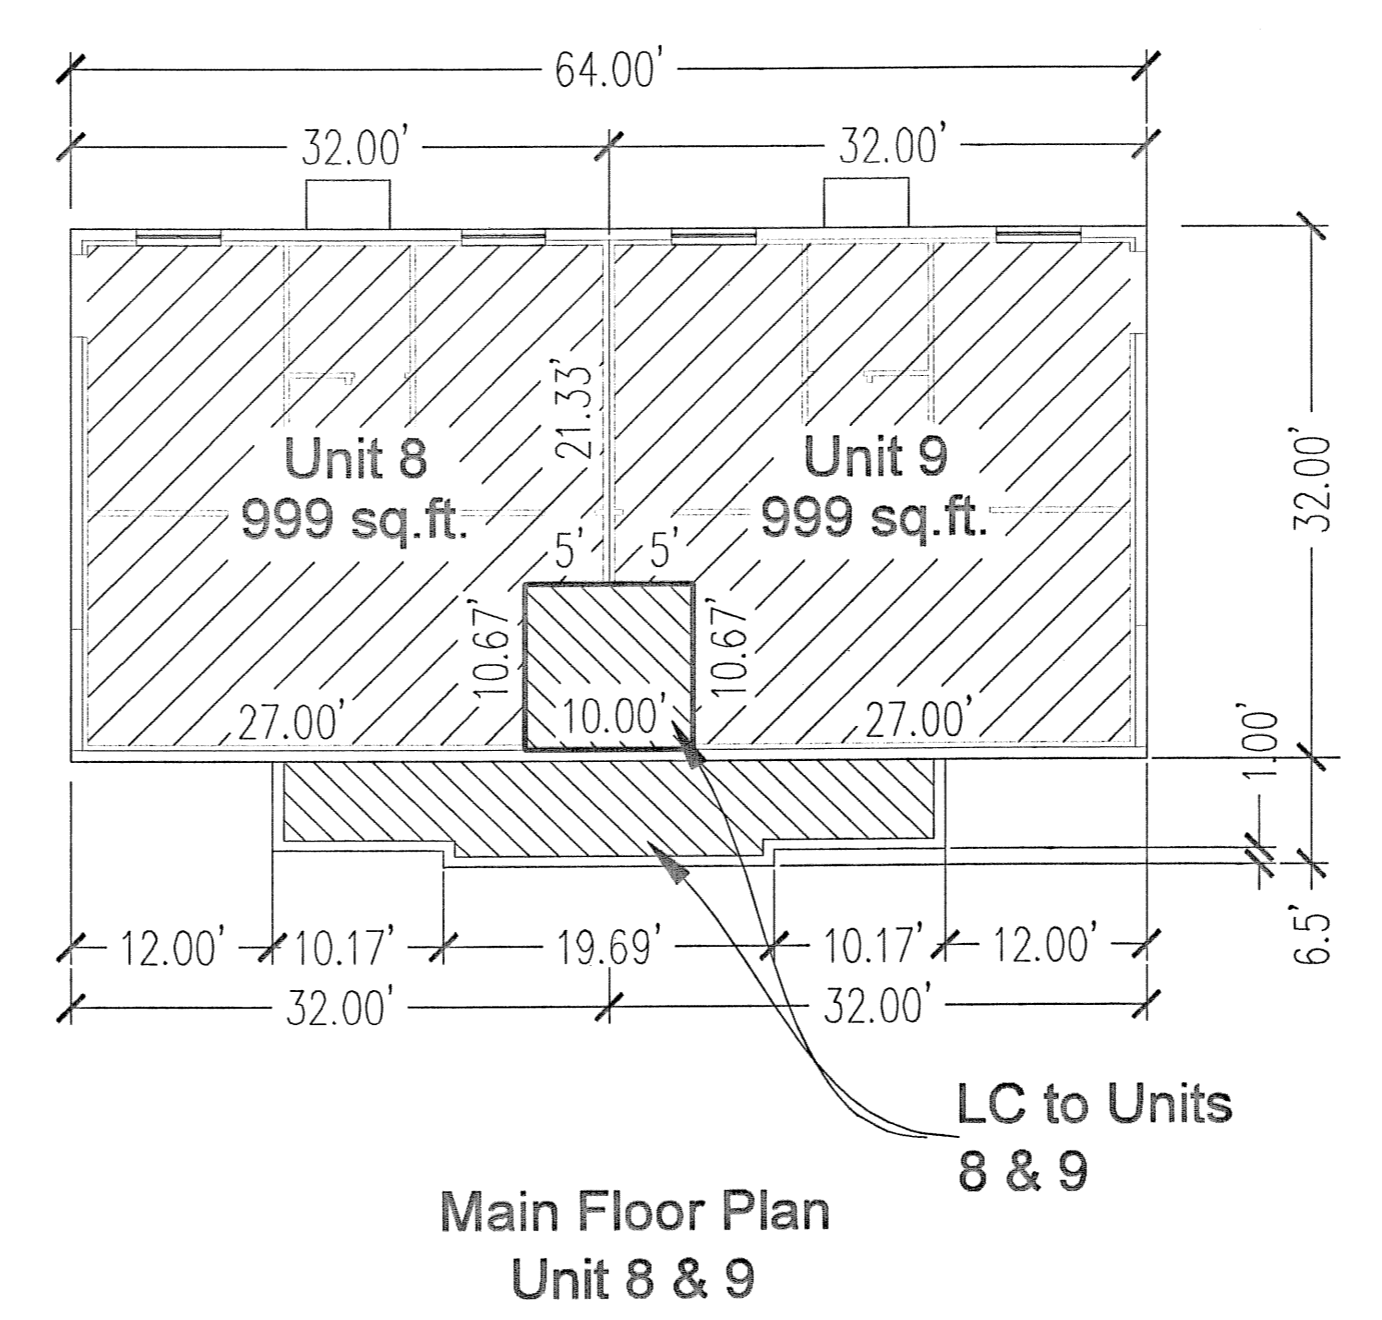 64.00'
32.00' 32.00'
21.33'
Unit 8
999 sq.ft.
Unit 9
999 sq.ft.
32.00'
5' 5'
10.67' 10.67'
10.00'
27.00' 27.00'
1.00'
6.5'
12.00' 10.17' 19.69' 10.17' 12.00'
32.00' 32.00'
LC to Units
8 & 9
Main Floor Plan
Unit 8 & 9